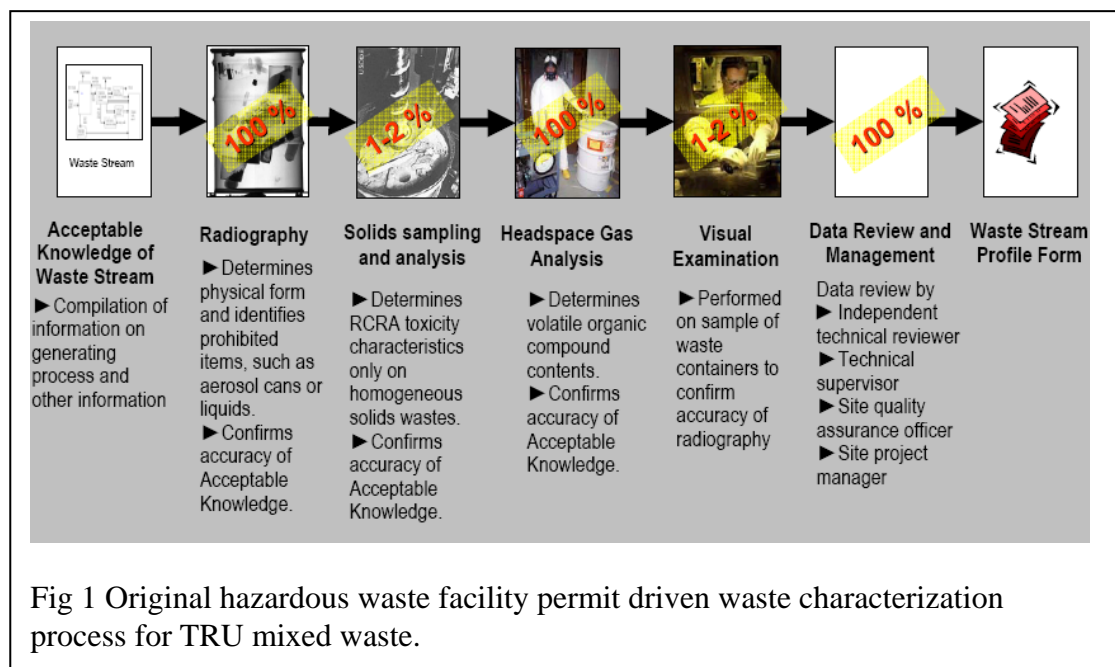 Waste Stream
100 %
1-2 %
100 %
1-2 %
100 %
Acceptable
Knowledge of
Waste Stream
►Compilation of
information on
generating
process and
other information
Radiography
►Determines
physical form
and identifies
prohibited
items, such as
aerosol cans or
liquids.
►Confirms
accuracy of
Acceptable
Knowledge.
Solids sampling
and analysis
►Determines
RCRA toxicity
characteristics
only on
homogeneous
solids wastes.
►Confirms
accuracy of
Acceptable
Knowledge.
Headspace Gas
Analysis
►Determines
volatile organic
compound
contents.
►Confirms
accuracy of
Acceptable
Knowledge.
Visual
Examination
►Performed
on sample of
waste
containers to
confirm
accuracy of
radiography
Data Review and
Management
Data review by
►Independent
technical reviewer
►Technical
supervisor
►Site quality
assurance officer
►Site project
manager
Waste Stream
Profile Form
Fig 1 Original hazardous waste facility permit driven waste characterization
process for TRU mixed waste.